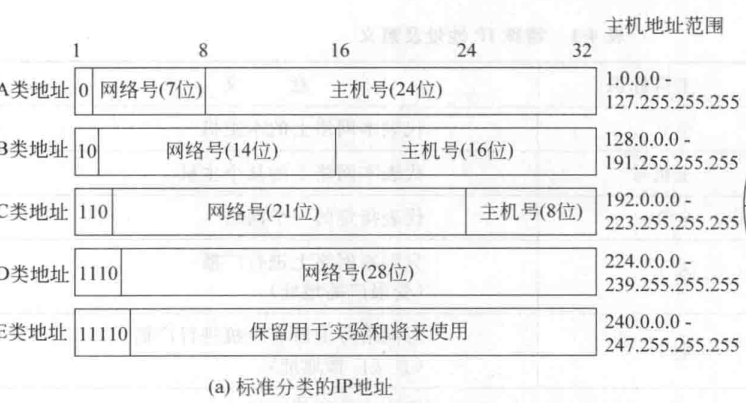 主机地址范围
1 8 16 24 32
A类地址 0 网络号(7位) 主机号(24位) 1.0.0.0 -
127.255.255.255
B类地址 10 网络号(14位) 主机号(16位) 128.0.0.0 -
191.255.255.255
C类地址 110 网络号(21位) 主机号(8位) 192.0.0.0 -
223.255.255.255
D类地址 1110 网络号(28位) 224.0.0.0 -
239.255.255.255
E类地址 11110 保留用于实验和将来使用 240.0.0.0 -
247.255.255.255
(a) 标准分类的IP地址